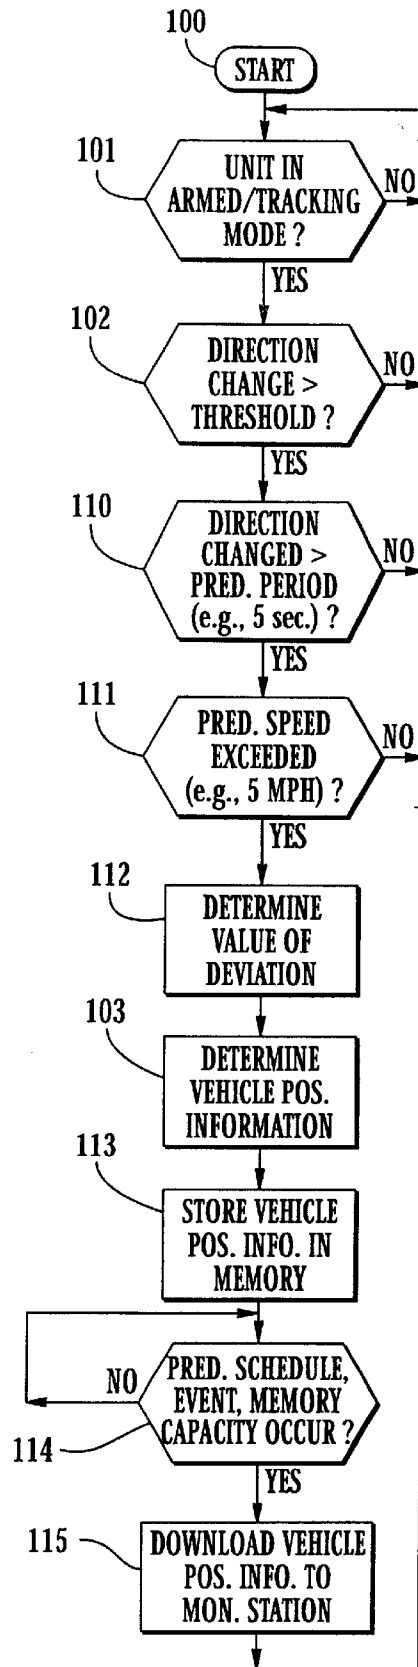 100
START
101
UNIT IN
ARMED/TRACKING
MODE ?
NO
YES
102
DIRECTION
CHANGE >
THRESHOLD ?
NO
YES
110
DIRECTION
CHANGED >
PRED. PERIOD
(e.g., 5 sec.) ?
NO
YES
111
PRED. SPEED
EXCEEDED
(e.g., 5 MPH) ?
NO
YES
112
DETERMINE
VALUE OF
DEVIATION
103
DETERMINE
VEHICLE POS.
INFORMATION
113
STORE VEHICLE
POS. INFO. IN
MEMORY
NO
PRED. SCHEDULE,
EVENT, MEMORY
CAPACITY OCCUR ?
114
YES
115
DOWNLOAD VEHICLE
POS. INFO. TO
MON. STATION